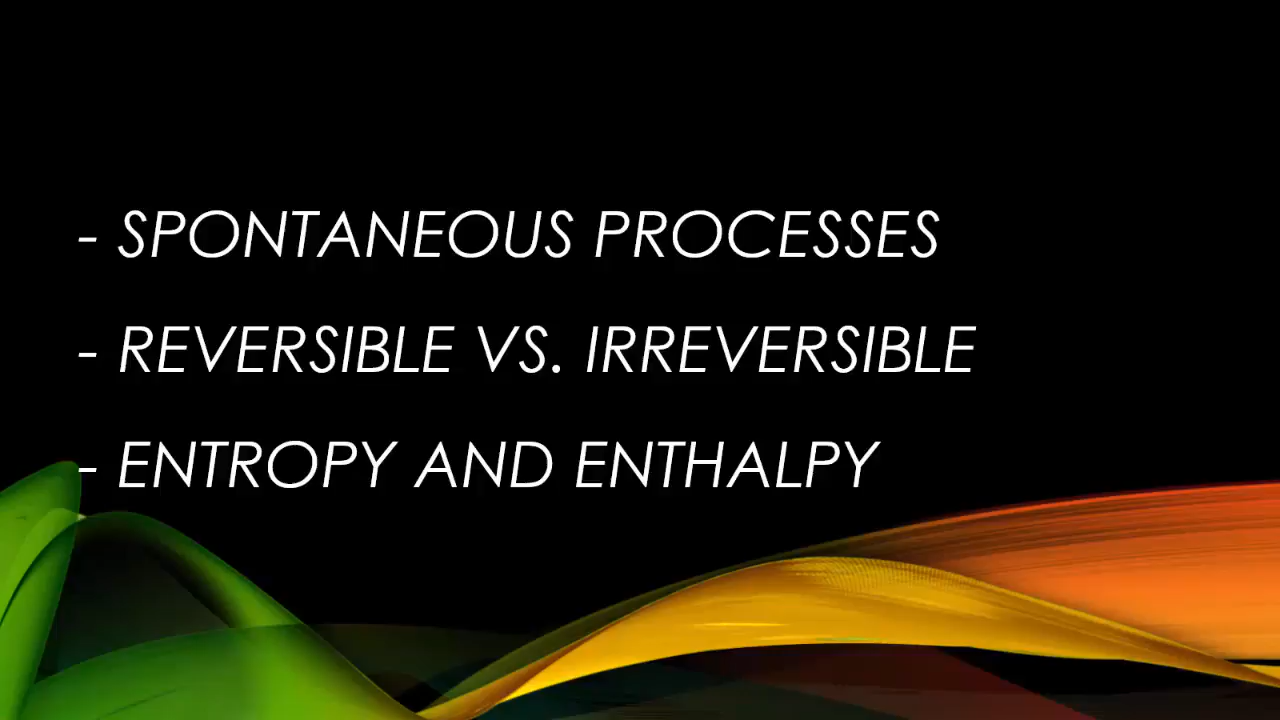 - SPONTANEOUS PROCESSES
- REVERSIBLE VS. IRREVERSIBLE
- ENTROPY AND ENTHALPY